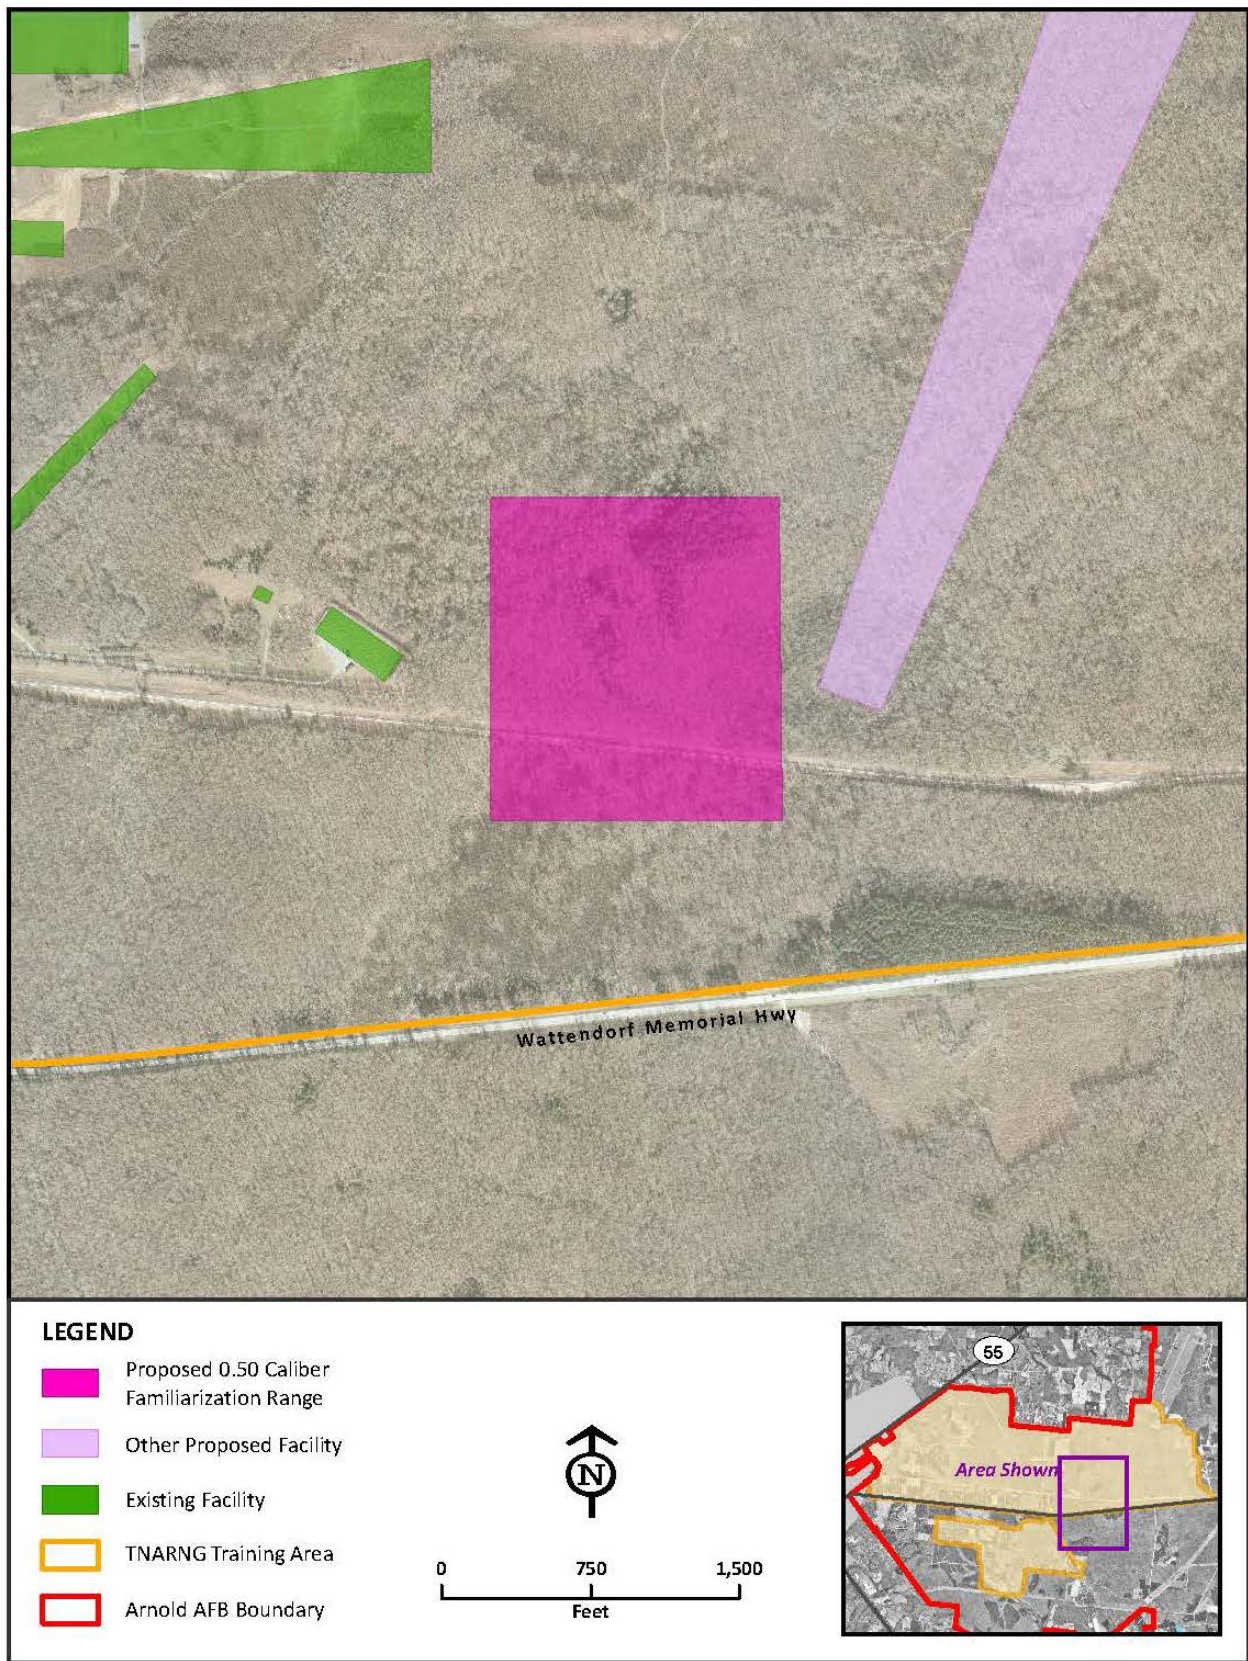 Wattendorf Memorial Hwy
LEGEND
Proposed 0.50 Caliber
Familiarization Range
Other Proposed Facility
Existing Facility
TNARNG Training Area
Arnold AFB Boundary
N
0 750 1,500
Feet
55
Area Shown